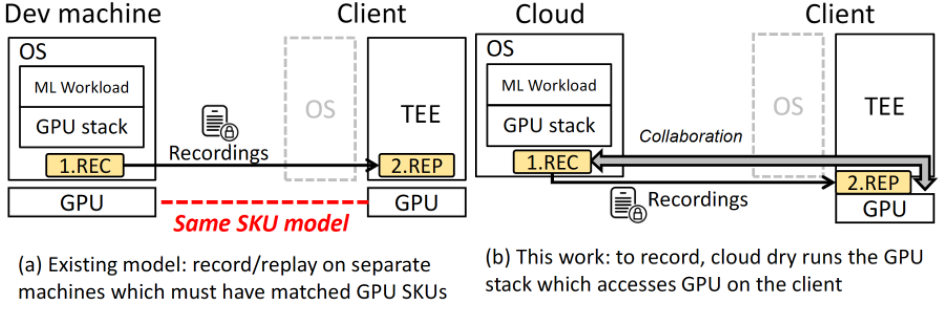 Dev machine
Client
OS
ML Workload
GPU stack
1.REC
GPU
Recordings
OS
TEE
2.REP
GPU
Same SKU model
(a) Existing model: record/replay on separate
machines which must have matched GPU SKUs
Cloud
Client
OS
ML Workload
GPU stack
1.REC
OS
Collaboration
TEE
2.REP
GPU
Recordings
(b) This work: to record, cloud dry runs the GPU
stack which accesses GPU on the client